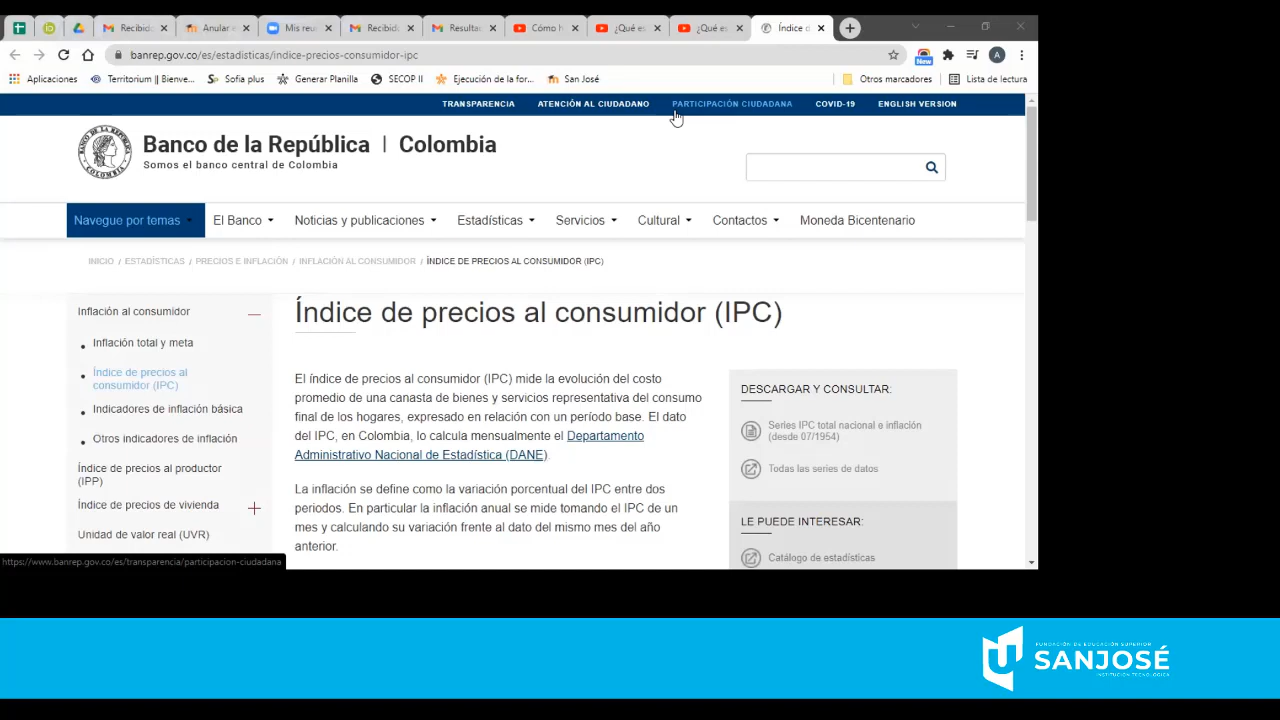 Recibido
Anular e
Mis reu
Recibido
Resultac
Cómo h
¿Qué es
¿Qué es
Índice d
banrep.gov.co/es/estadisticas/indice-precios-consumidor-ipc
New
A
Aplicaciones
Territorium || Bienve...
Sofia plus
Generar Planilla
SECOP II
Ejecución de la for...
San José
Otros marcadores
Lista de lectura
TRANSPARENCIA
ATENCIÓN AL CIUDADANO
PARTICIPACIÓN CIUDADANA
COVID-19
ENGLISH VERSION
Banco de la República | Colombia
Somos el banco central de Colombia
Navegue por temas
El Banco
Noticias y publicaciones
Estadísticas
Servicios
Cultural
Contactos
Moneda Bicentenario
INICIO / ESTADÍSTICAS / PRECIOS E INFLACIÓN / INFLACIÓN AL CONSUMIDOR / ÍNDICE DE PRECIOS AL CONSUMIDOR (IPC)
Inflación al consumidor
Inflación total y meta
Índice de precios al
consumidor (IPC)
Indicadores de inflación básica
Otros indicadores de inflación
Índice de precios al productor
(IPP)
Índice de precios de vivienda
Unidad de valor real (UVR)
Índice de precios al consumidor (IPC)
El índice de precios al consumidor (IPC) mide la evolución del costo
promedio de una canasta de bienes y servicios representativa del consumo
final de los hogares, expresado en relación con un período base. El dato
del IPC, en Colombia, lo calcula mensualmente el Departamento
Administrativo Nacional de Estadística (DANE).
La inflación se define como la variación porcentual del IPC entre dos
periodos. En particular la inflación anual se mide tomando el IPC de un
mes y calculando su variación frente al dato del mismo mes del año
anterior.
DESCARGAR Y CONSULTAR:
Series IPC total nacional e inflación
(desde 07/1954)
Todas las series de datos
LE PUEDE INTERESAR:
Catálogo de estadísticas
https://www.banrep.gov.co/es/transparencia/participacion-ciudadana
FUNDACIÓN DE EDUCACIÓN SUPERIOR
SANJOSÉ
INSTITUCIÓN TECNOLÓGICA